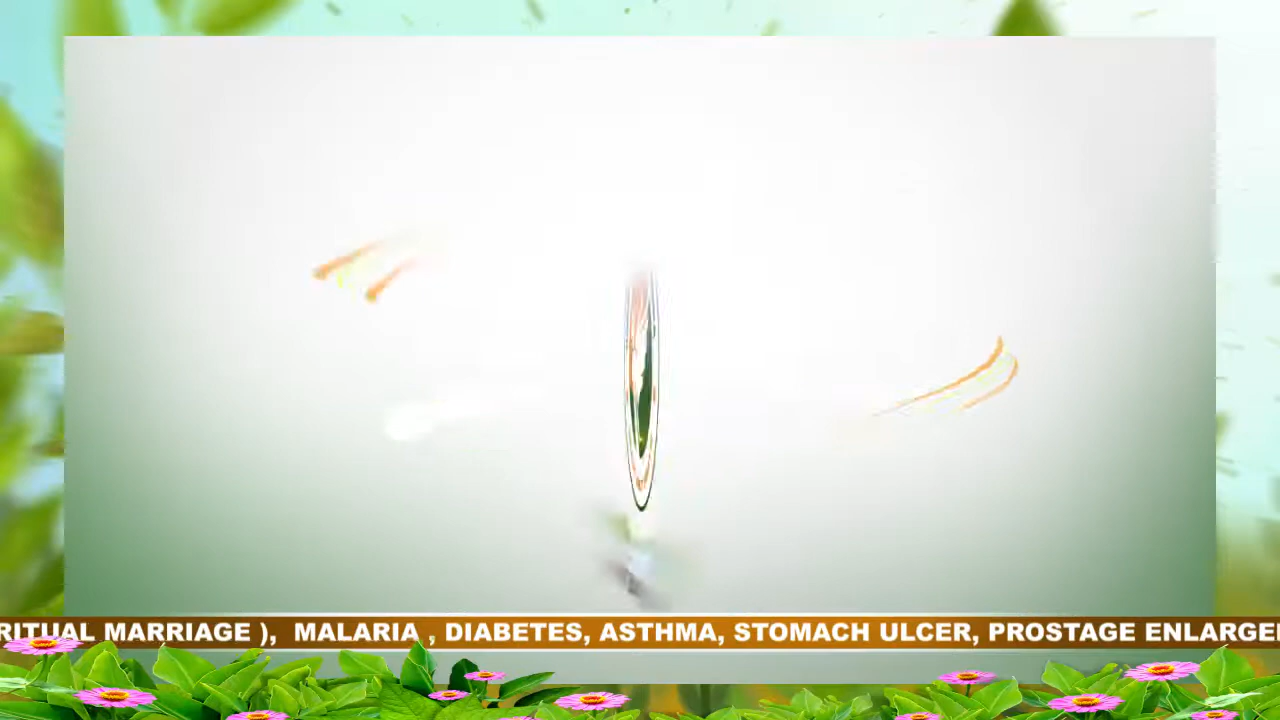 RITUAL MARRIAGE ), MALARIA , DIABETES, ASTHMA, STOMACH ULCER, PROSTAGE ENLARGE